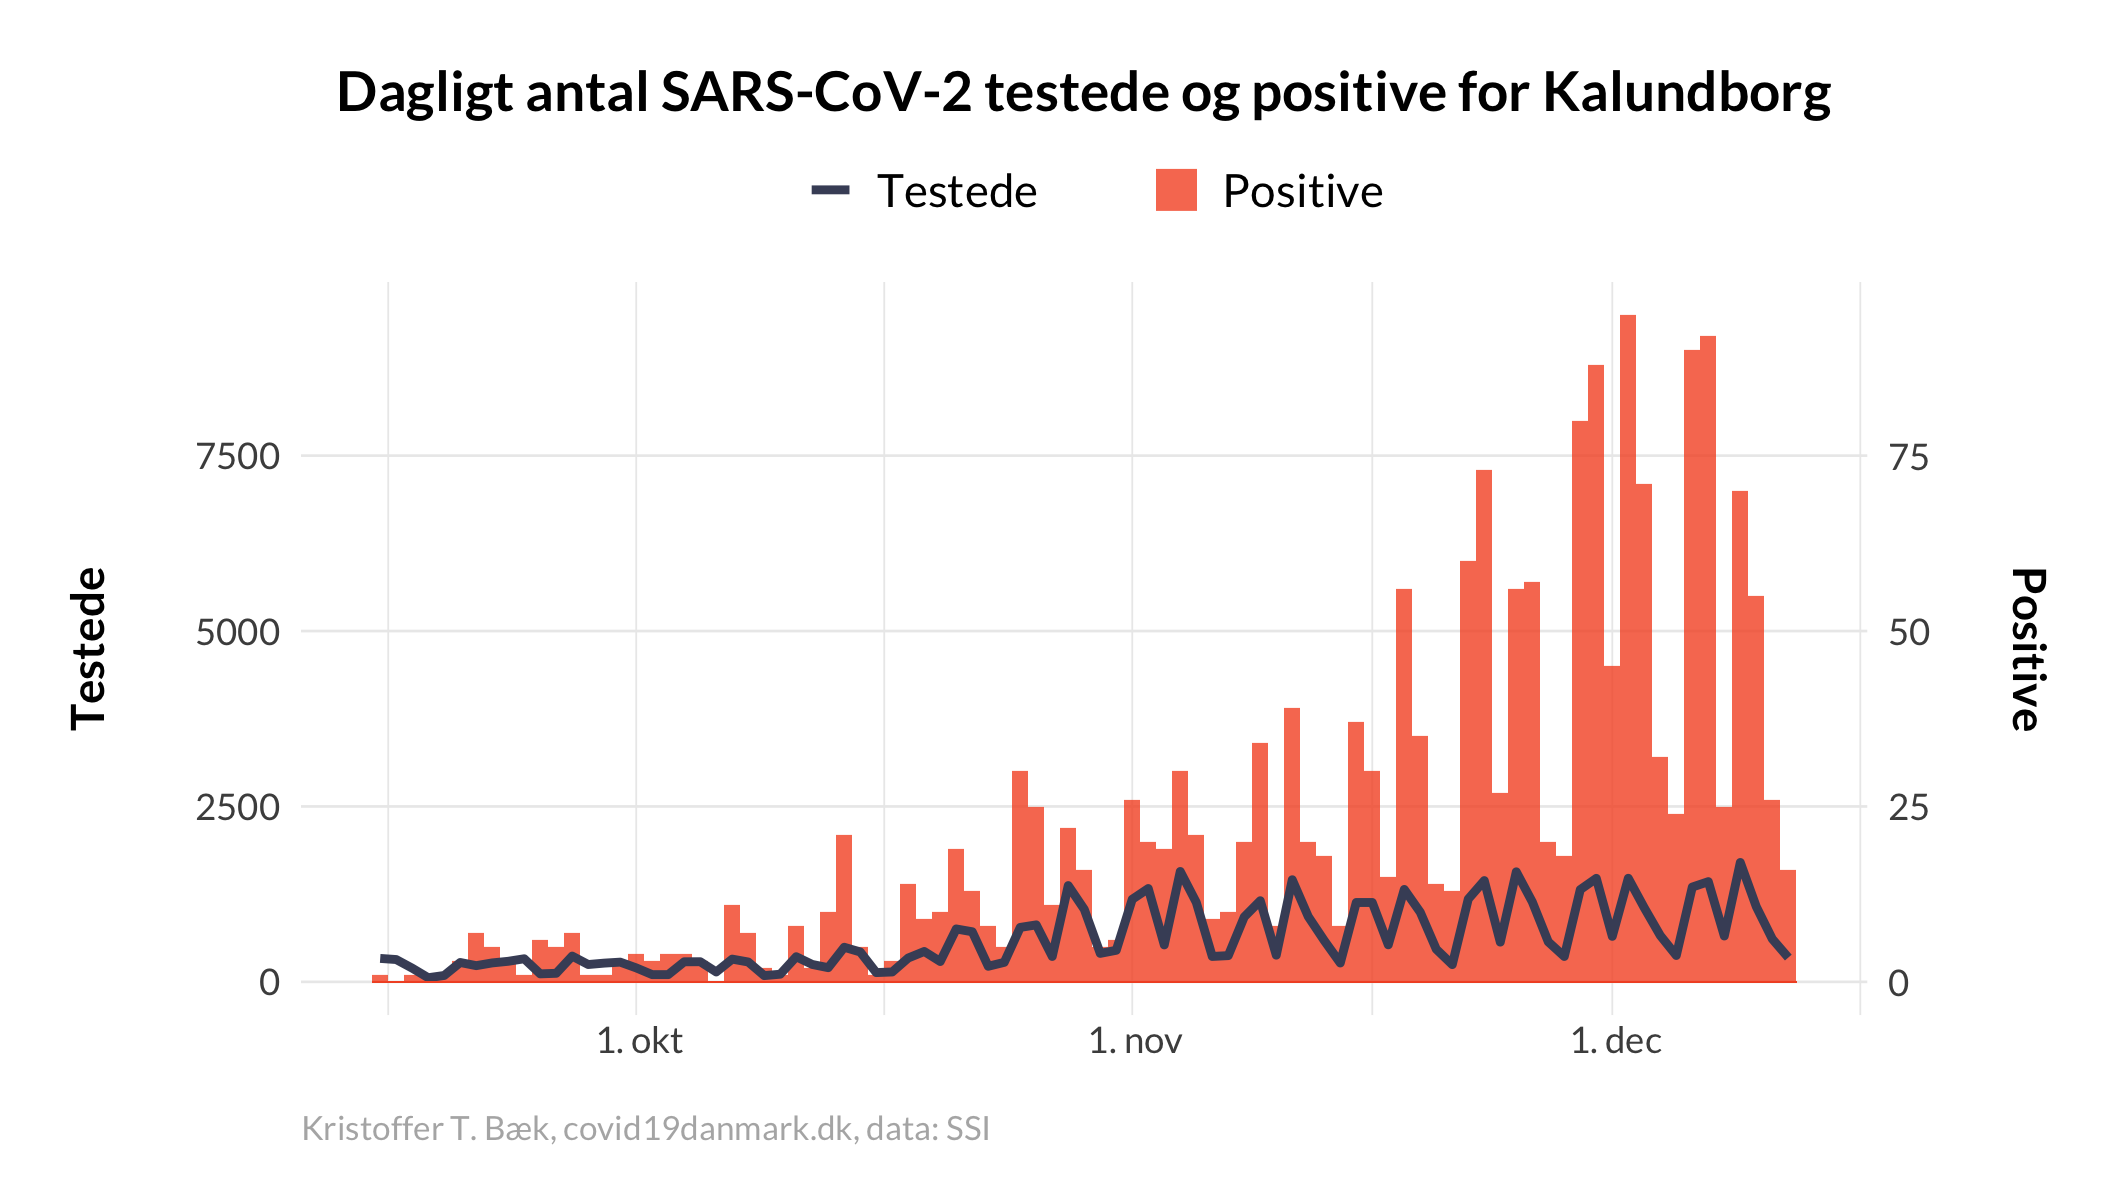 Dagligt antal SARS-CoV-2 testede og positive for Kalundborg
Testede
Positive
7500
5000
2500
0
75
50
25
0
Testede
Positive
1. okt
1. nov
1. dec
Kristoffer T. Bæk, covid19danmark.dk, data: SSI